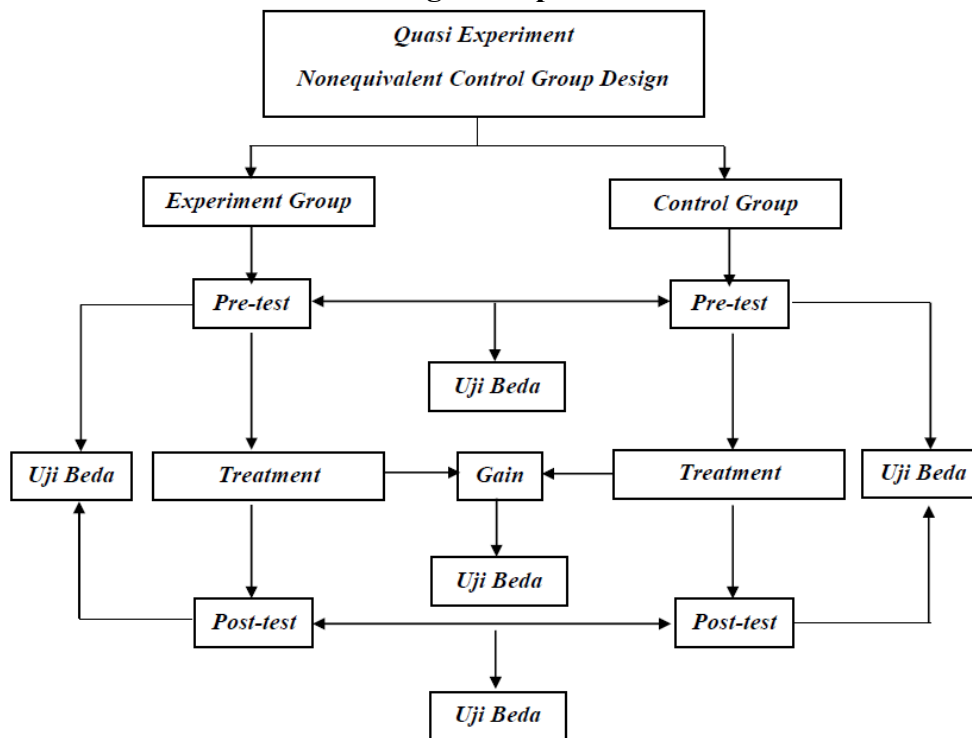 Quasi Experiment
Nonequivalent Control Group Design
Experiment Group
Control Group
Pre-test
Pre-test
Uji Beda
Uji Beda
Treatment
Gain
Treatment
Uji Beda
Uji Beda
Post-test
Post-test
Uji Beda